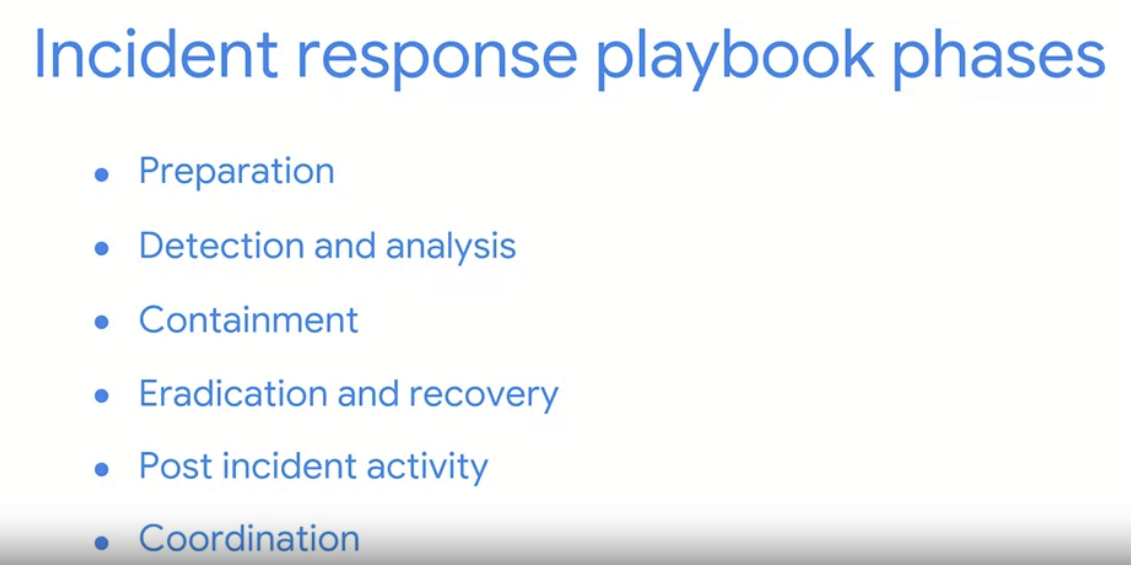 Incident response playbook phases
• Preparation
• Detection and analysis
• Containment
• Eradication and recovery
• Post incident activity
• Coordination